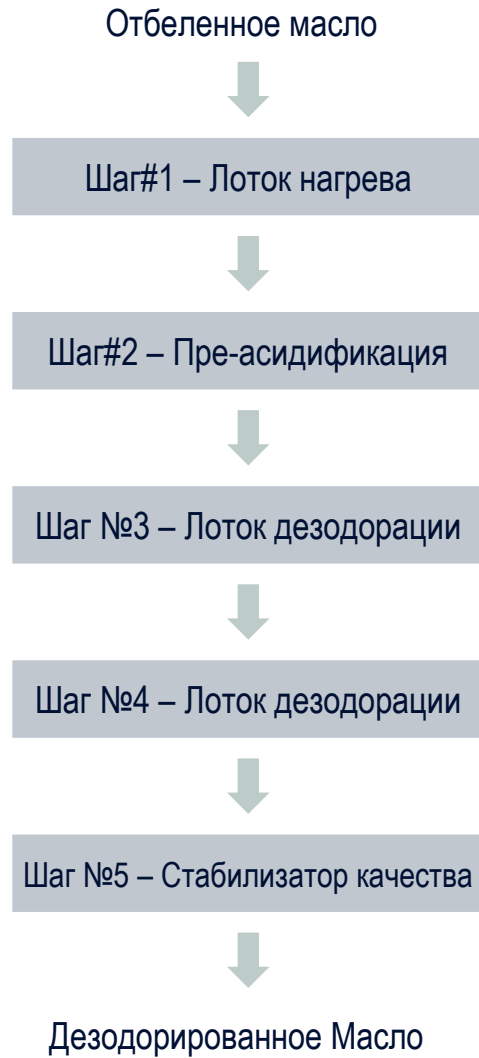 Отбеленное масло
Шаг#1 – Лоток нагрева
Шаг#2 – Пре-асидификация
Шаг №3 – Лоток дезодорации
Шаг №4 – Лоток дезодорации
Шаг №5 – Стабилизатор качества
Дезодорированное Масло